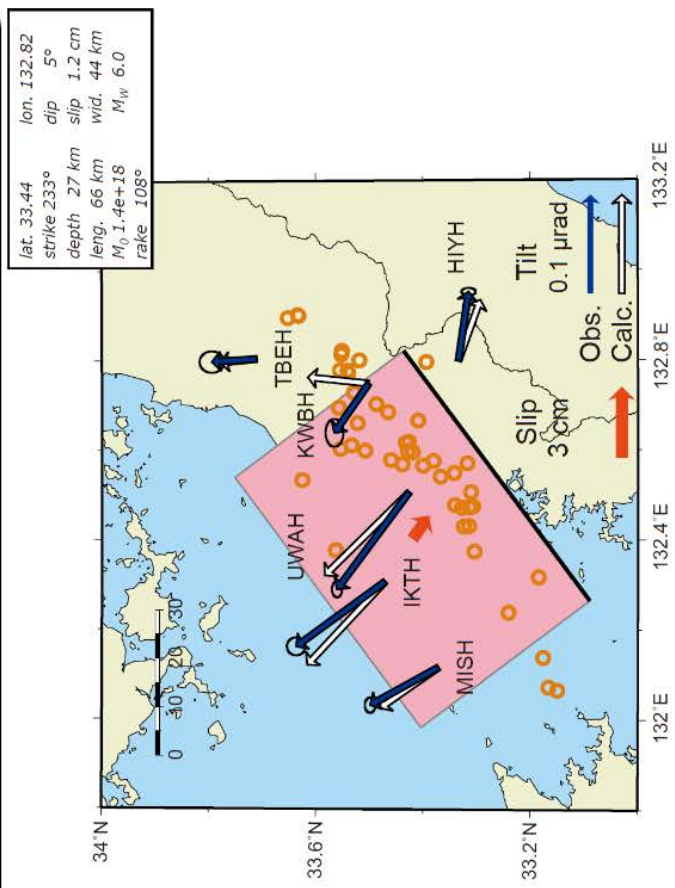 lat. 33.44 lon. 132.82
strike 233° dip 5°
depth 27 km slip 1.2 cm
leng. 66 km wid. 44 km
M0 1.4e+18 MW 6.0
rake 108°
34°N
33.6°N
33.2°N
132°E
132.4°E
132.8°E
133.2°E
0 10 20 30
TBEH
KWBH
UWAH
IKTH
MISH
HIYH
Slip
3 cm
Tilt
0.1 μrad
Obs.
Calc.